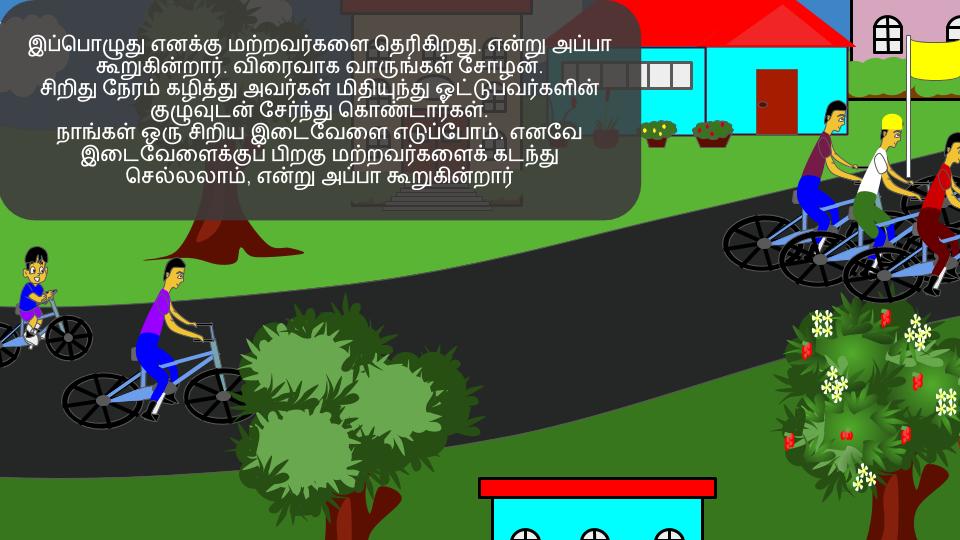 இப்பொழுது எனக்கு மற்றவர்களை தெரிகிறது. என்று அப்பா
கூறுகின்றார். விரைவாக வாருங்கள் சோழன்.
சிறிது நேரம் கழித்து அவர்கள் மிதியுந்து ஓட்டுபவர்களின்
குழுவுடன் சேர்ந்து கொண்டார்கள்.
நாங்கள் ஒரு சிறிய இடைவேளை எடுப்போம். எனவே
இடைவேளைக்குப் பிறகு மற்றவர்களைக் கடந்து
செல்லலாம், என்று அப்பா கூறுகின்றார்